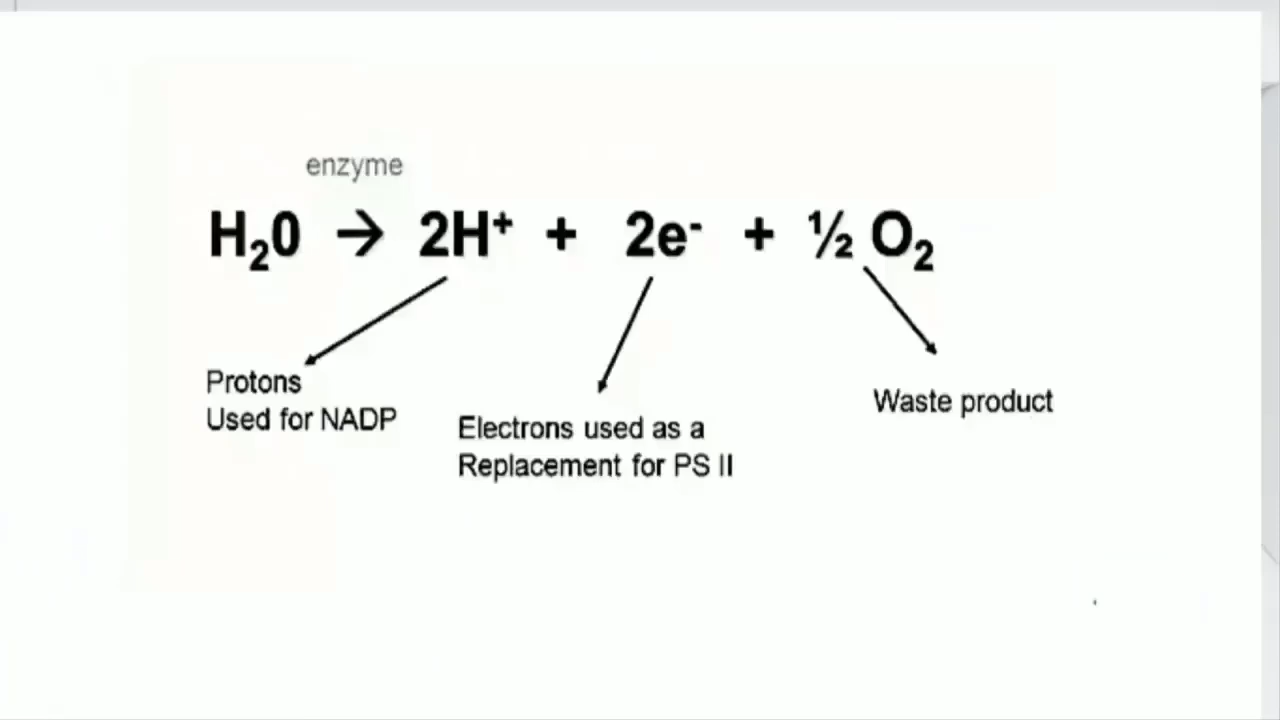 enzyme
H₂0 → 2H⁺ + 2e⁻ + ½ O₂
Protons
Used for NADP
Electrons used as a
Replacement for PS II
Waste product